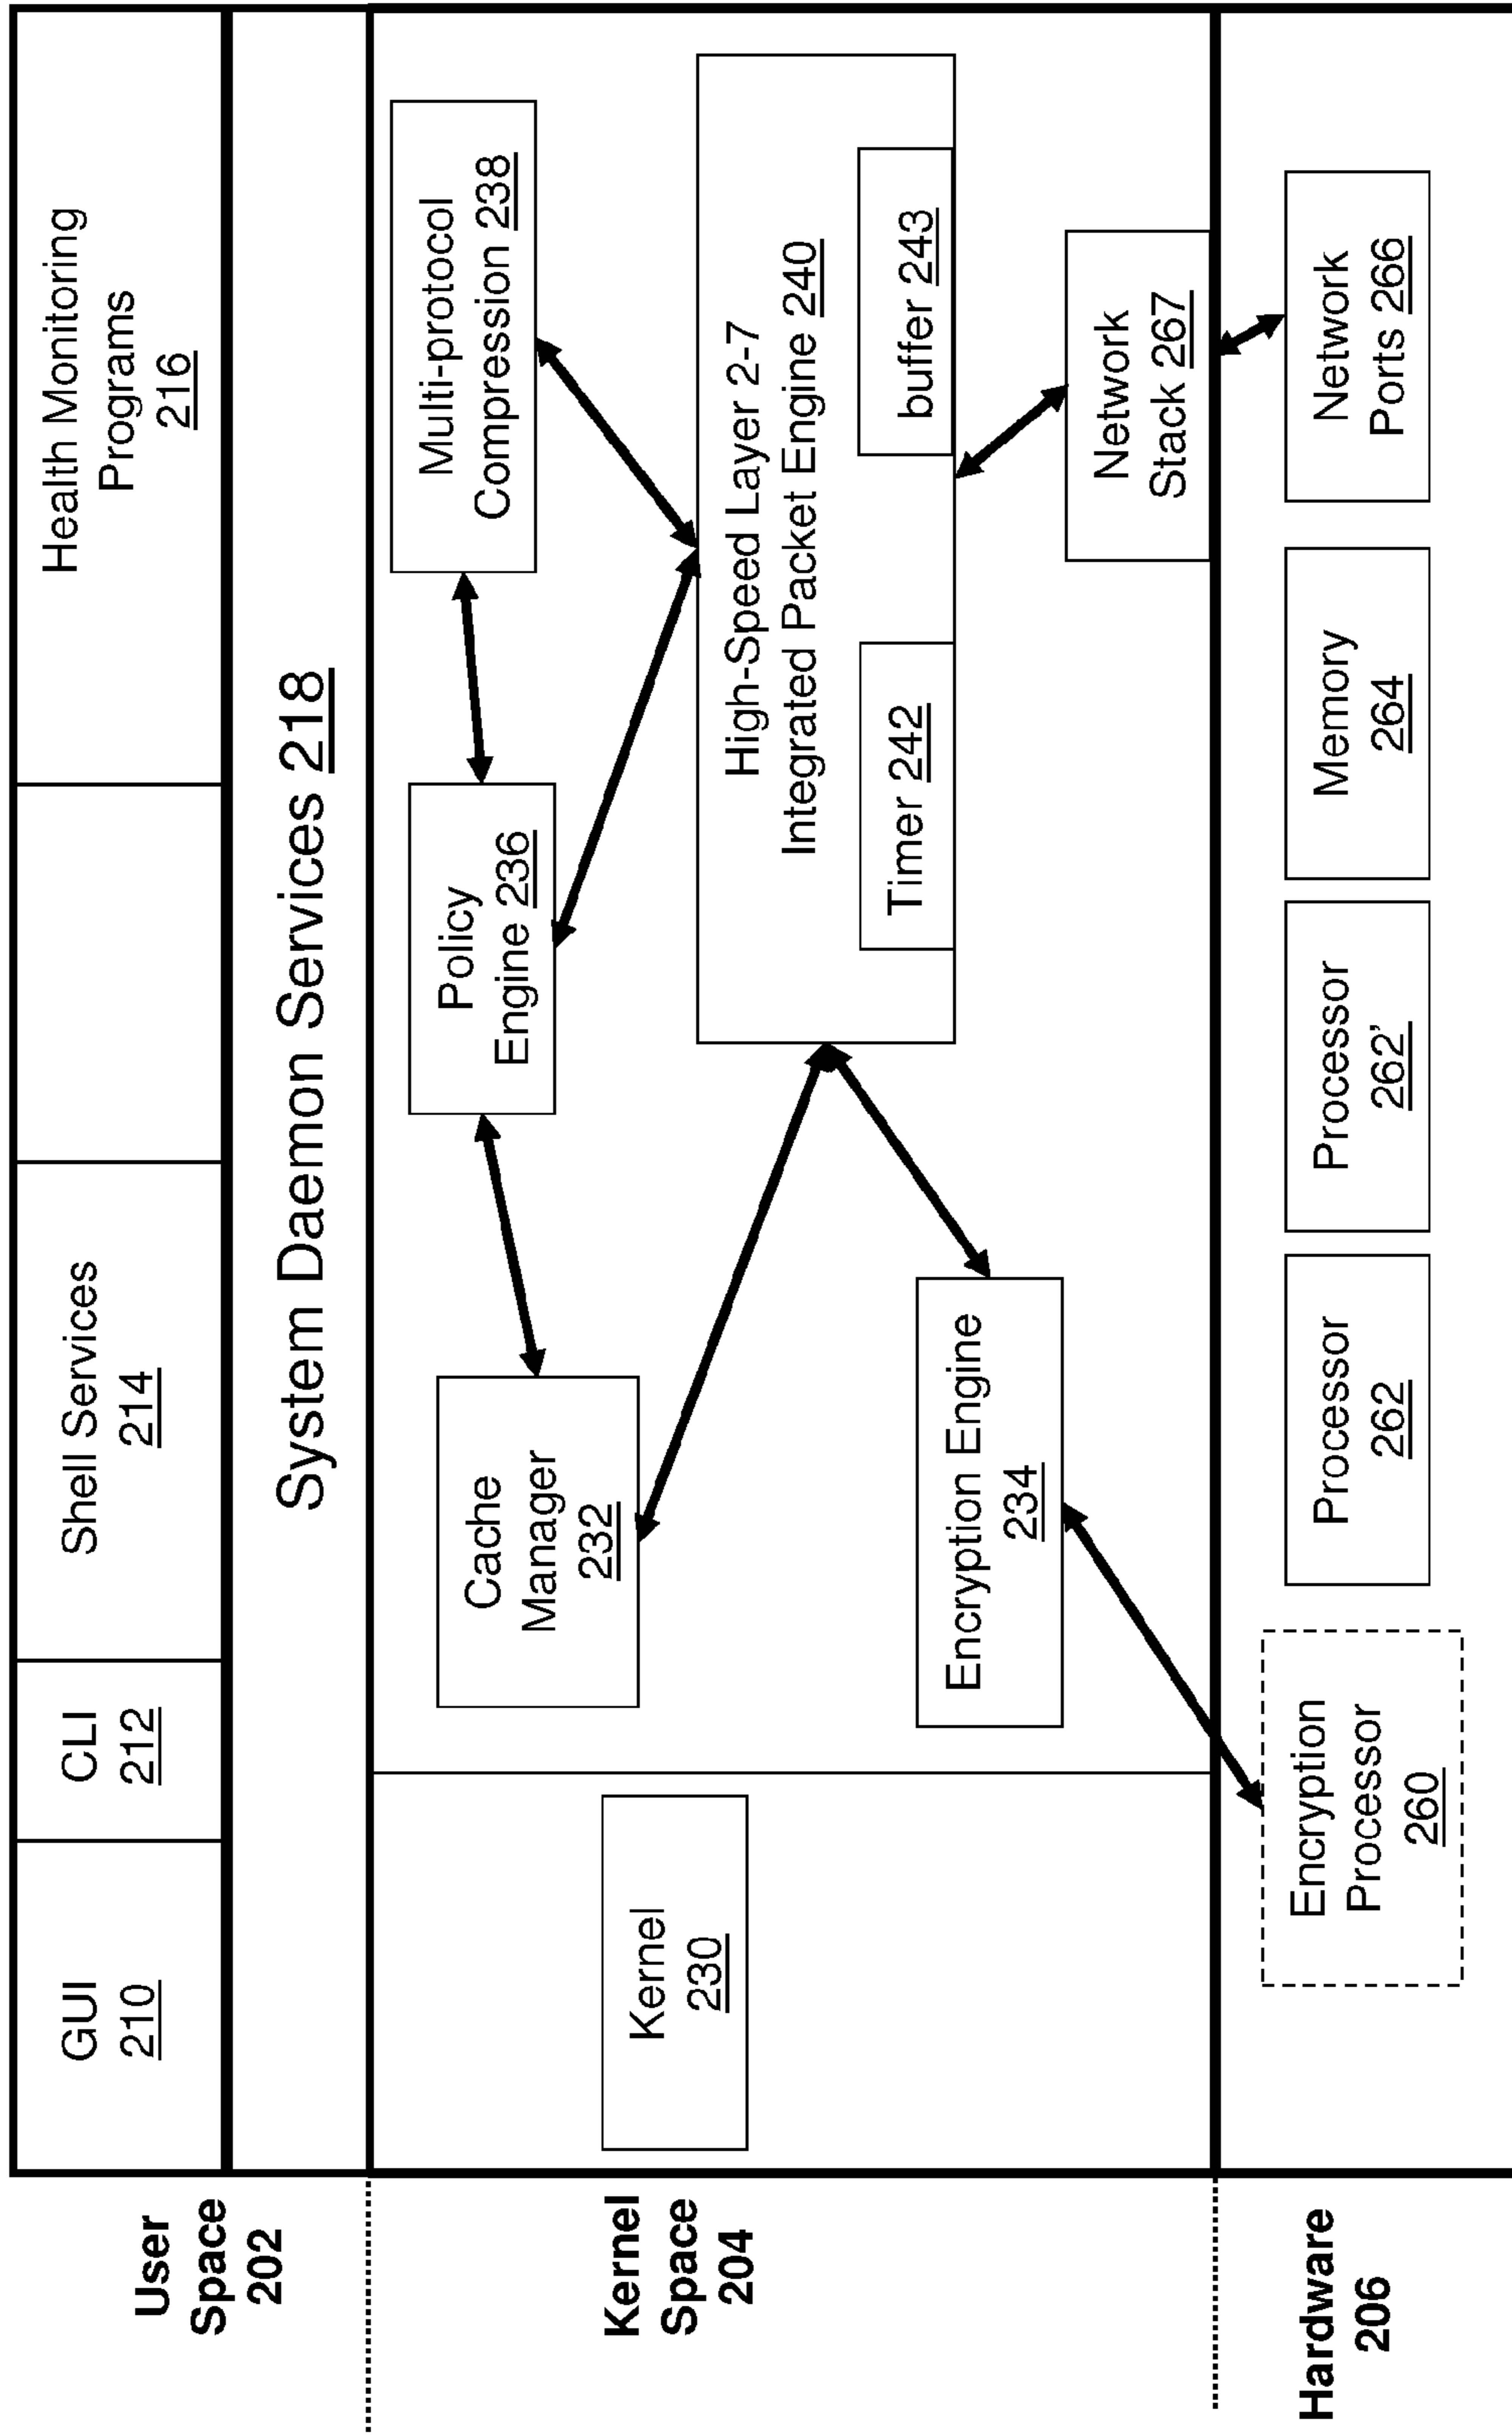 User
Space
202
GUI
210
CLI
212
Shell Services
214
Health Monitoring
Programs
216
System Daemon Services 218
Kernel
Space
204
Kernel
230
Cache
Manager
232
Policy
Engine 236
Multi-protocol
Compression 238
High-Speed Layer 2-7
Integrated Packet Engine 240
Timer 242
buffer 243
Encryption Engine
234
Network
Stack 267
Hardware
206
Encryption
Processor
260
Processor
262
Processor
262’
Memory
264
Network
Ports 266